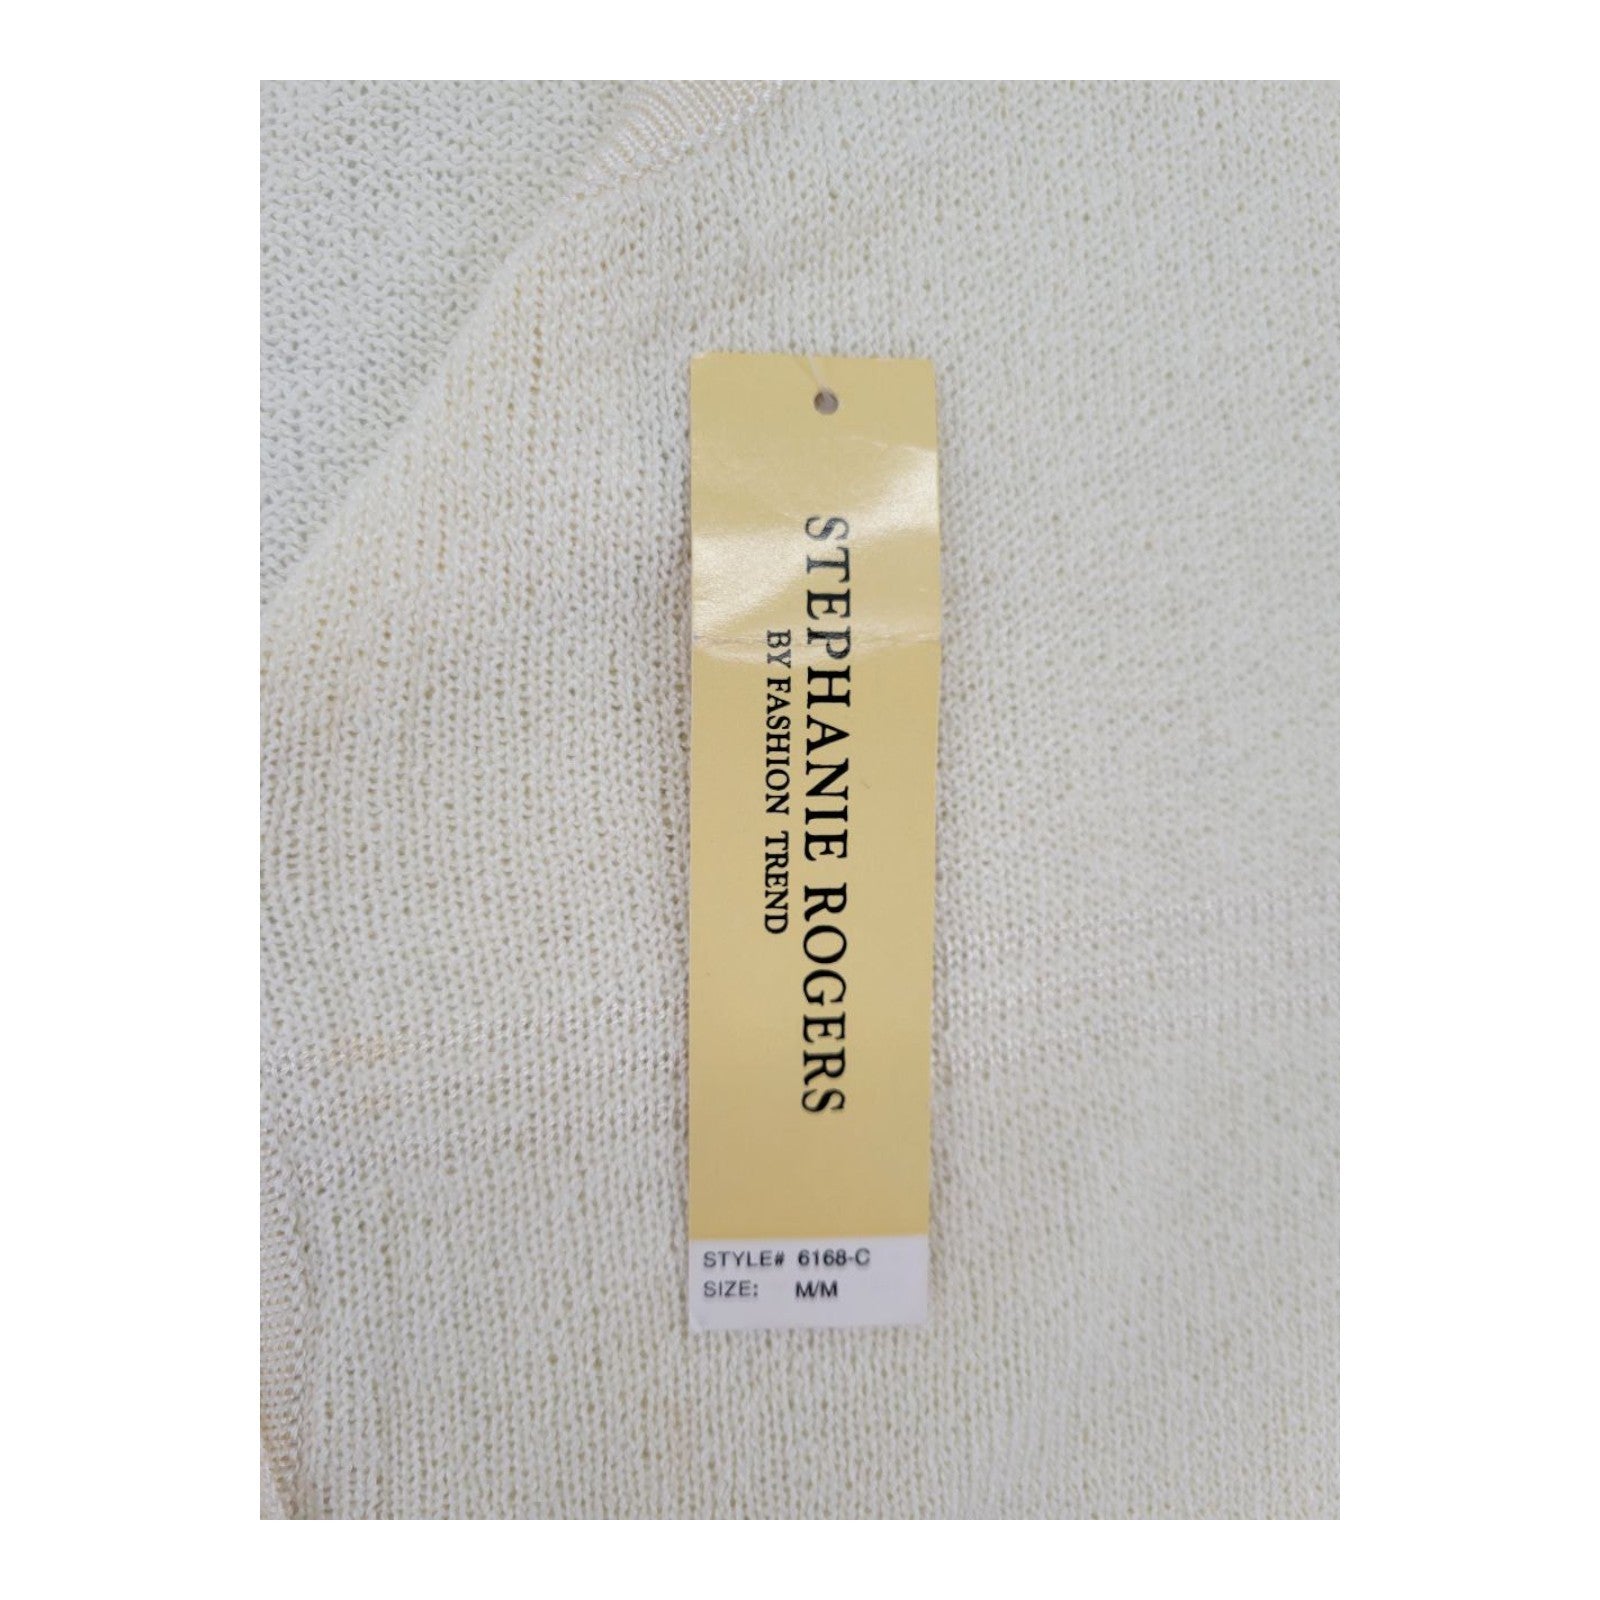 STEPHANIE ROGERS
BY FASHION TREND
STYLE# 6168-C
SIZE: M/M